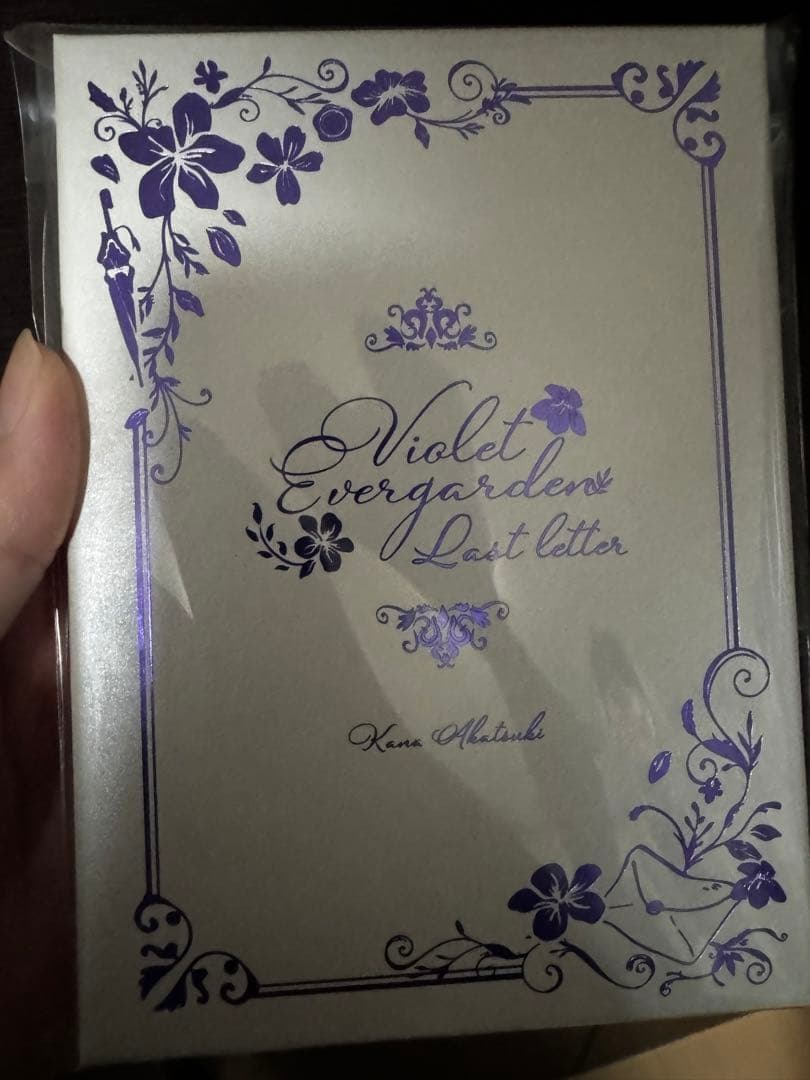 Violet
Evergarden
Last letter
Kana Akatsuki